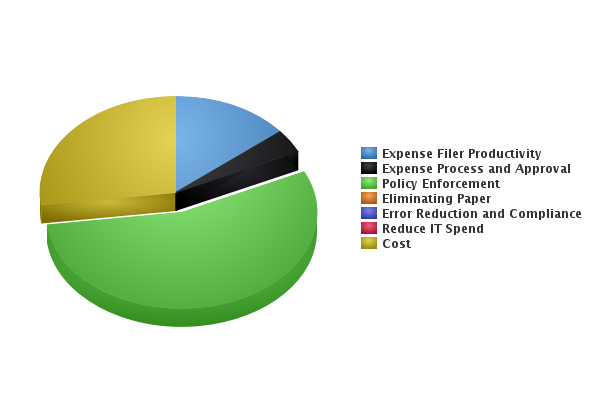 Expense Filer Productivity
Expense Process and Approval
Policy Enforcement
Eliminating Paper
Error Reduction and Compliance
Reduce IT Spend
Cost